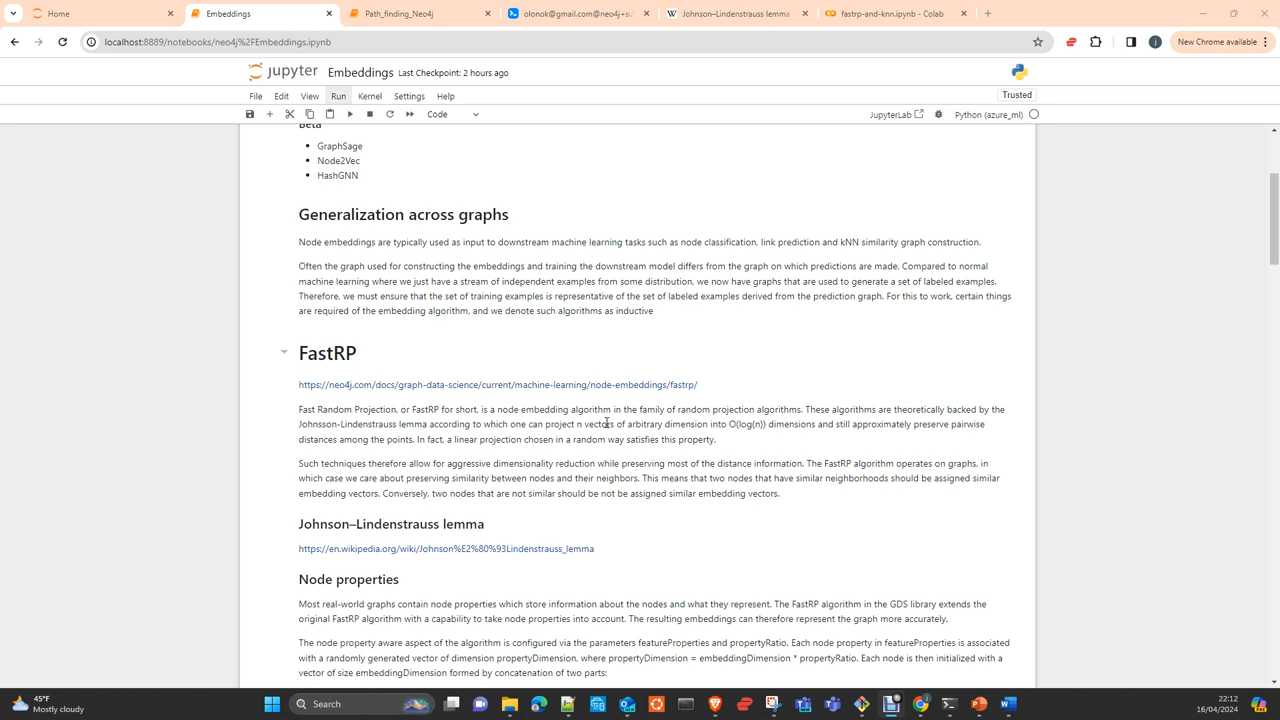 Home
Embeddings
Path_finding_Neo4j
olonok@gmail.com@neo4j+s:/
Johnson–Lindenstrauss lemma
fastrp-and-knn.ipynb - Colab
localhost:8889/notebooks/neo4j%2FEmbeddings.ipynb
New Chrome available
jupyter Embeddings Last Checkpoint: 2 hours ago
File Edit View Run Kernel Settings Help
Trusted
Code
JupyterLab
Python (azure_ml)
Beta
• GraphSage
• Node2Vec
• HashGNN
Generalization across graphs
Node embeddings are typically used as input to downstream machine learning tasks such as node classification, link prediction and kNN similarity graph construction.
Often the graph used for constructing the embeddings and training the downstream model differs from the graph on which predictions are made. Compared to normal
machine learning where we just have a stream of independent examples from some distribution, we now have graphs that are used to generate a set of labeled examples.
Therefore, we must ensure that the set of training examples is representative of the set of labeled examples derived from the prediction graph. For this to work, certain things
are required of the embedding algorithm, and we denote such algorithms as inductive
FastRP
https://neo4j.com/docs/graph-data-science/current/machine-learning/node-embeddings/fastrp/
Fast Random Projection, or FastRP for short, is a node embedding algorithm in the family of random projection algorithms. These algorithms are theoretically backed by the
Johnsson-Lindenstrauss lemma according to which one can project n vectors of arbitrary dimension into O(log(n)) dimensions and still approximately preserve pairwise
distances among the points. In fact, a linear projection chosen in a random way satisfies this property.
Such techniques therefore allow for aggressive dimensionality reduction while preserving most of the distance information. The FastRP algorithm operates on graphs, in
which case we care about preserving similarity between nodes and their neighbors. This means that two nodes that have similar neighborhoods should be assigned similar
embedding vectors. Conversely, two nodes that are not similar should be not be assigned similar embedding vectors.
Johnson–Lindenstrauss lemma
https://en.wikipedia.org/wiki/Johnson%E2%80%93Lindenstrauss_lemma
Node properties
Most real-world graphs contain node properties which store information about the nodes and what they represent. The FastRP algorithm in the GDS library extends the
original FastRP algorithm with a capability to take node properties into account. The resulting embeddings can therefore represent the graph more accurately.
The node property aware aspect of the algorithm is configured via the parameters featureProperties and propertyRatio. Each node property in featureProperties is associated
with a randomly generated vector of dimension propertyDimension, where propertyDimension = embeddingDimension * propertyRatio. Each node is then initialized with a
vector of size embeddingDimension formed by concatenation of two parts:
45°F
Mostly cloudy
Search
22:12
16/04/2024